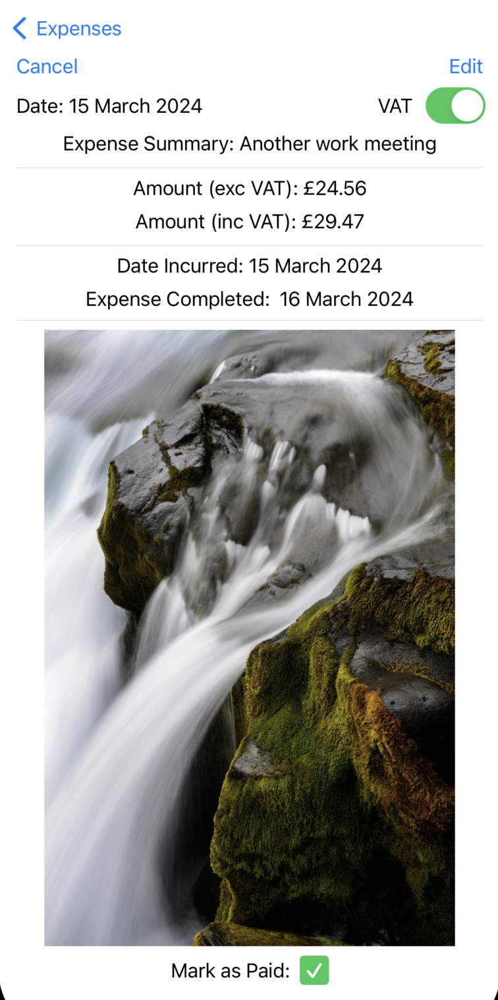 Expenses
Cancel Edit
Date: 15 March 2024 VAT
Expense Summary: Another work meeting
Amount (exc VAT): £24.56
Amount (inc VAT): £29.47
Date Incurred: 15 March 2024
Expense Completed:  16 March 2024
Mark as Paid: